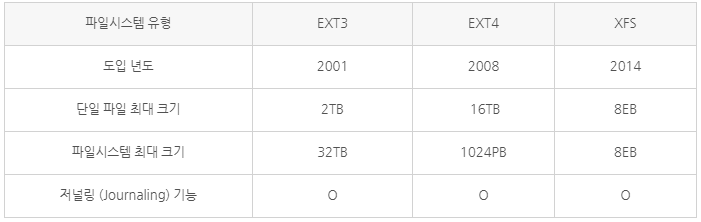 파일시스템 유형 EXT3 EXT4 XFS
도입 년도 2001 2008 2014
단일 파일 최대 크기 2TB 16TB 8EB
파일시스템 최대 크기 32TB 1024PB 8EB
저널링 (Journaling) 기능 O O O